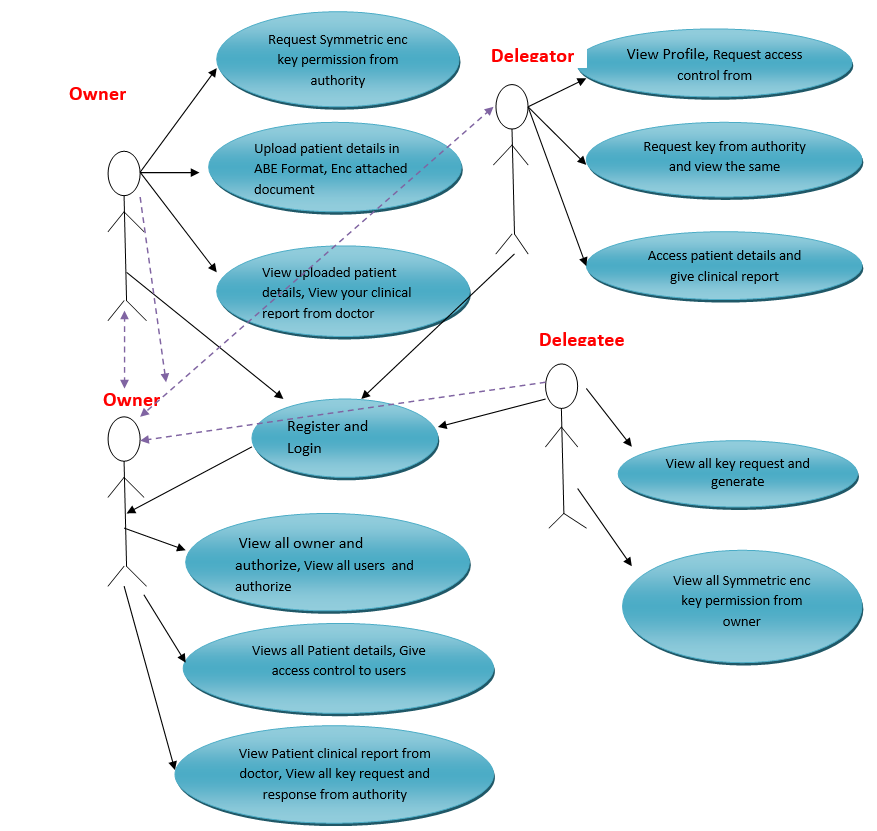 Owner
Request Symmetric enc
key permission from
authority
Delegator
View Profile, Request access
control from
Upload patient details in
ABE Format, Enc attached
document
Request key from authority
and view the same
View uploaded patient
details, View your clinical
report from doctor
Access patient details and
give clinical report
Delegatee
Owner
Register and
Login
View all key request and
generate
View all owner and
authorize, View all users and
authorize
View all Symmetric enc
key permission from
owner
Views all Patient details, Give
access control to users
View Patient clinical report from
doctor, View all key request and
response from authority